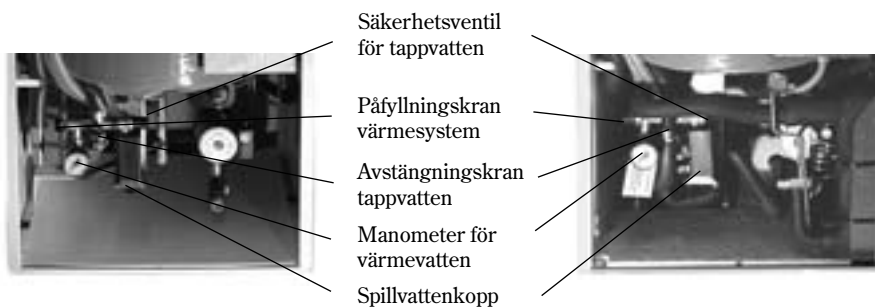 Säkerhetsventil
för tappvatten
Påfyllningskran
värmesystem
Avstängningskran
tappvatten
Manometer för
värmevatten
Spillvattenkopp